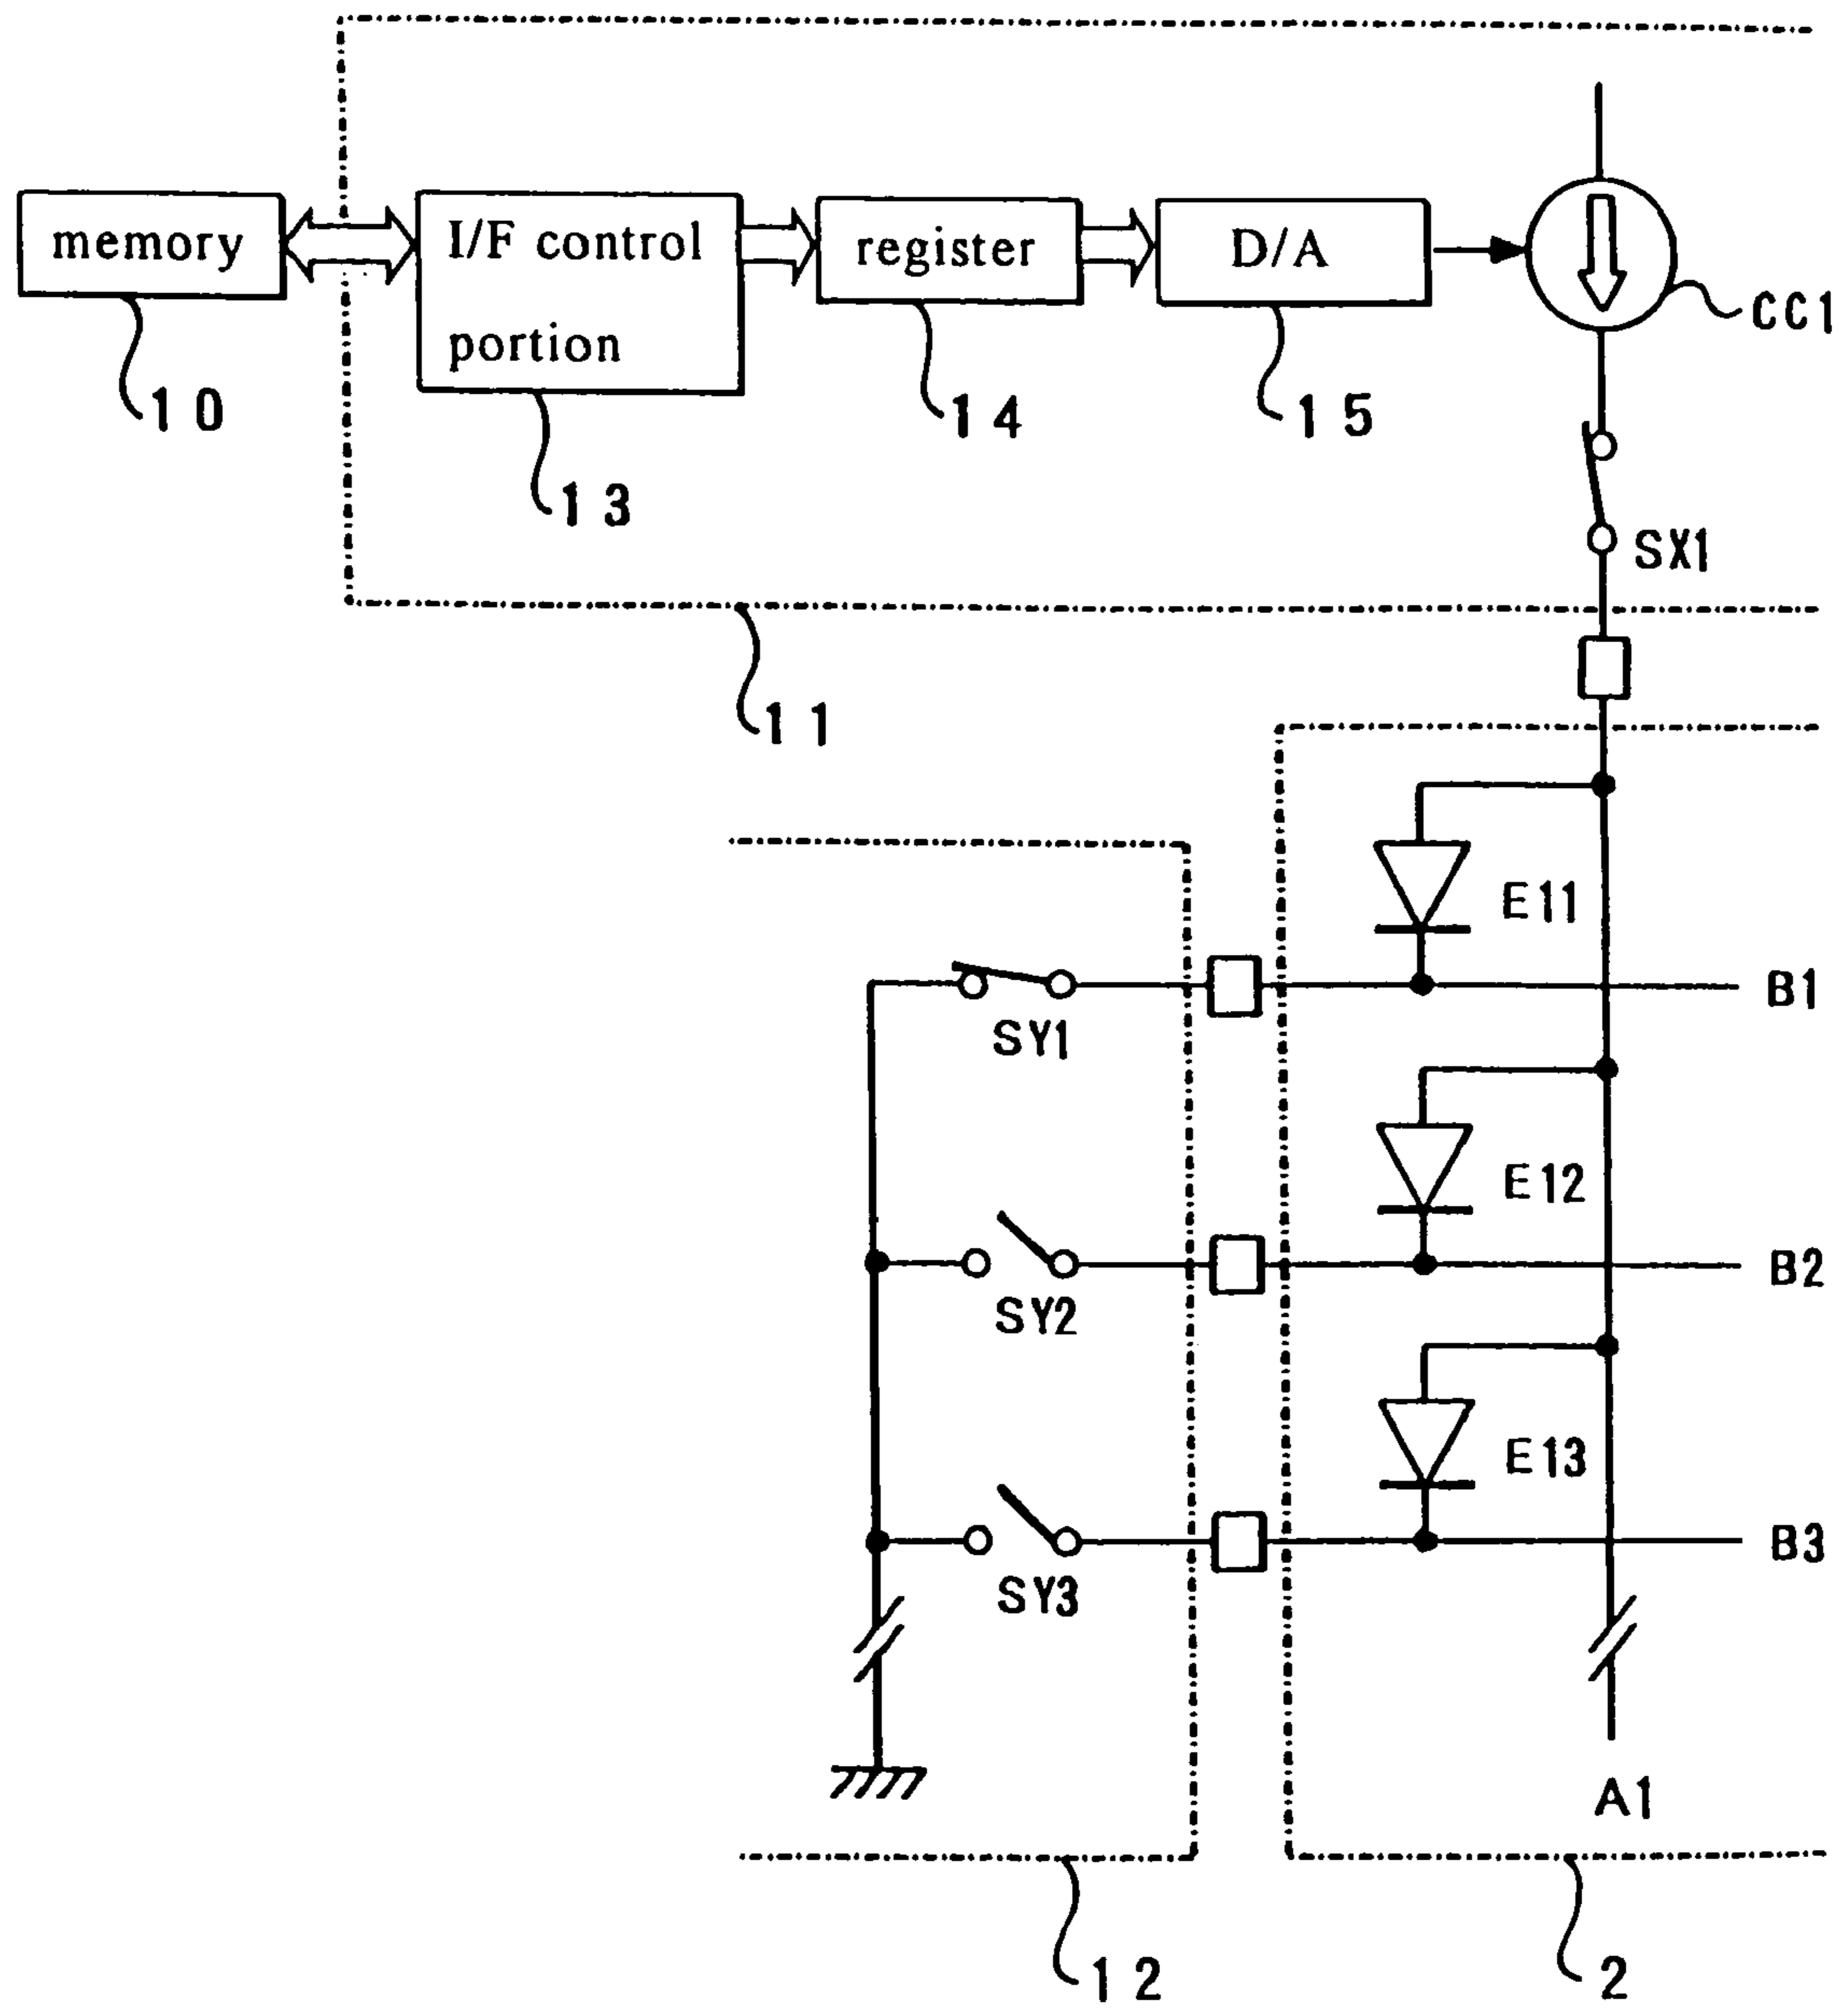 memory
I/F control
portion
register
D/A
CC1
10
14
15
13
SX1
11
E11
B1
SY1
E12
B2
SY2
E13
B3
SY3
A1
12
2